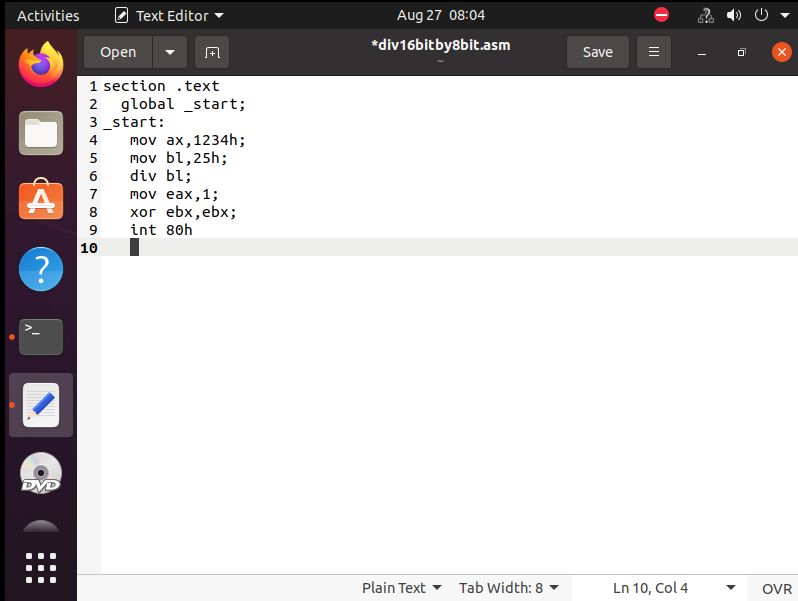 Activities Text Editor Aug 27 08:04
Open *div16bitby8bit.asm Save
~
1 section .text
2 global _start;
3 _start:
4 mov ax,1234h;
5 mov bl,25h;
6 div bl;
7 mov eax,1;
8 xor ebx,ebx;
9 int 80h
10
>_
?
A
DVD
Plain Text Tab Width: 8 Ln 10, Col 4 OVR